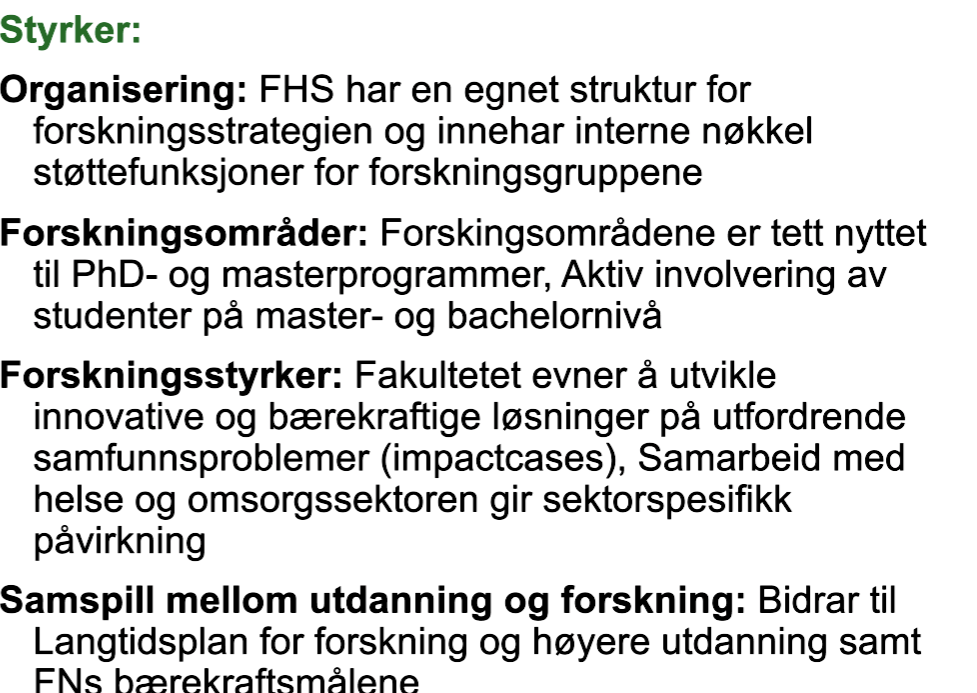 Styrker:
Organisering: FHS har en egnet struktur for
forskningsstrategien og innehar interne nøkkel
støttefunksjoner for forskningsgruppene
Forskningsområder: Forskingsområdene er tett nyttet
til PhD- og masterprogrammer, Aktiv involvering av
studenter på master- og bachelornivå
Forskningsstyrker: Fakultetet evner å utvikle
innovative og bærekraftige løsninger på utfordrende
samfunnsproblemer (impactcases), Samarbeid med
helse og omsorgssektoren gir sektorspesifikk
påvirkning
Samspill mellom utdanning og forskning: Bidrar til
Langtidsplan for forskning og høyere utdanning samt
FNs bærekraftsmålene